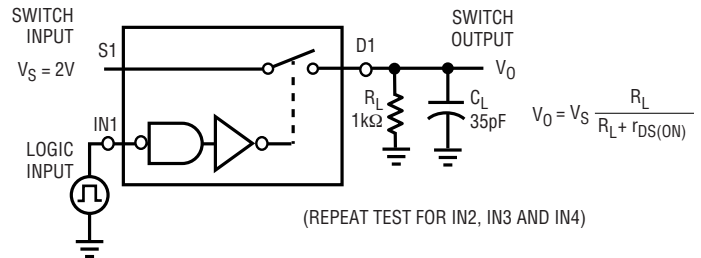 SWITCH
INPUT
V_S = 2V
S1
D1
SWITCH
OUTPUT
V_O
R_L
1kΩ
C_L
35pF
V_O = V_S R_L / R_L + r_DS(ON)
IN1
LOGIC
INPUT
(REPEAT TEST FOR IN2, IN3 AND IN4)